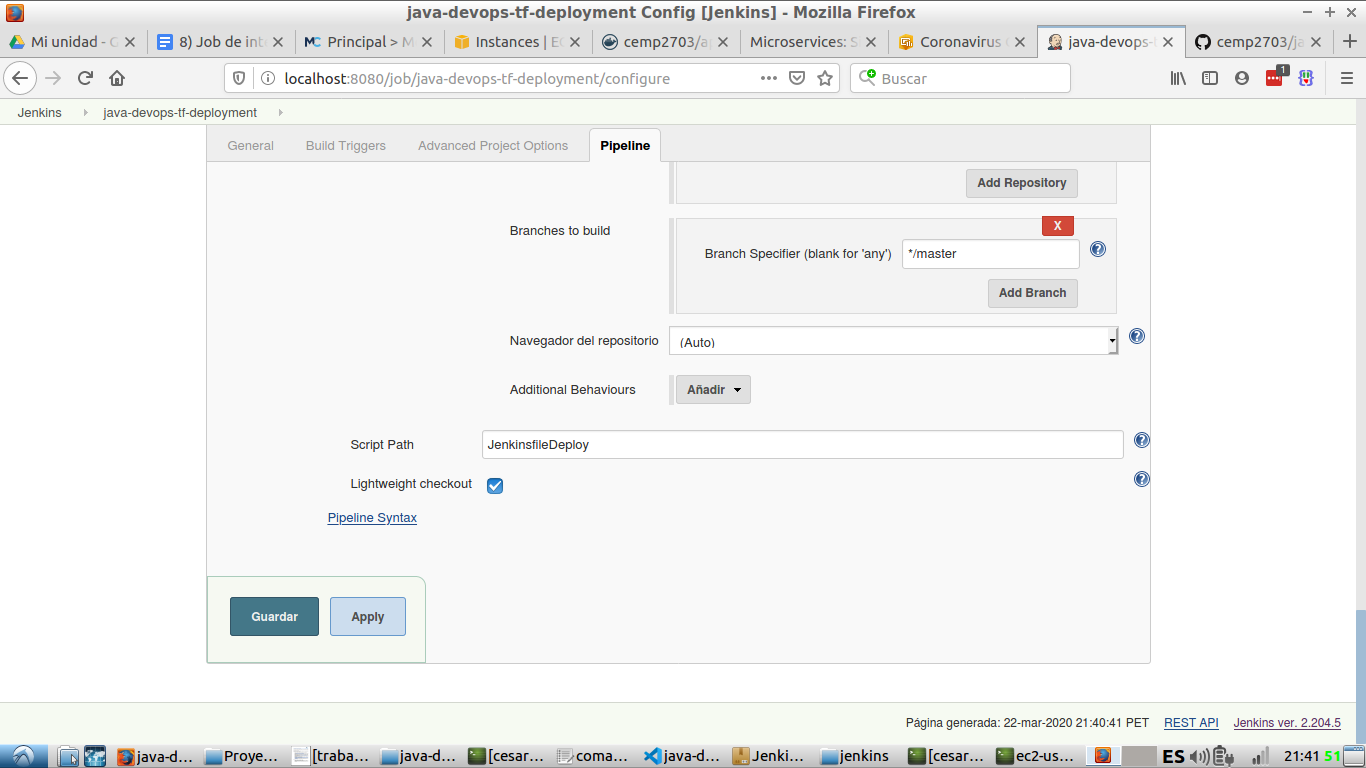 java-devops-tf-deployment Config [Jenkins] - Mozilla Firefox
Mi unidad - G
8) Job de int
Principal > M
Instances | EC
cemp2703/ap
Microservices: S
Coronavirus
java-devops-t
cemp2703/ja
localhost:8080/job/java-devops-tf-deployment/configure
Buscar
1
Jenkins
java-devops-tf-deployment
General
Build Triggers
Advanced Project Options
Pipeline
Add Repository
Branches to build
X
Branch Specifier (blank for 'any')
*/master
Add Branch
Navegador del repositorio
(Auto)
Additional Behaviours
Añadir
Script Path
JenkinsfileDeploy
Lightweight checkout
Pipeline Syntax
Guardar
Apply
Página generada: 22-mar-2020 21:40:41 PET
REST API
Jenkins ver. 2.204.5
java-d...
Proye...
[traba...
java-d...
[cesar...
coma...
java-d...
Jenki...
jenkins
[cesar...
ec2-us...
ES
21:41
51